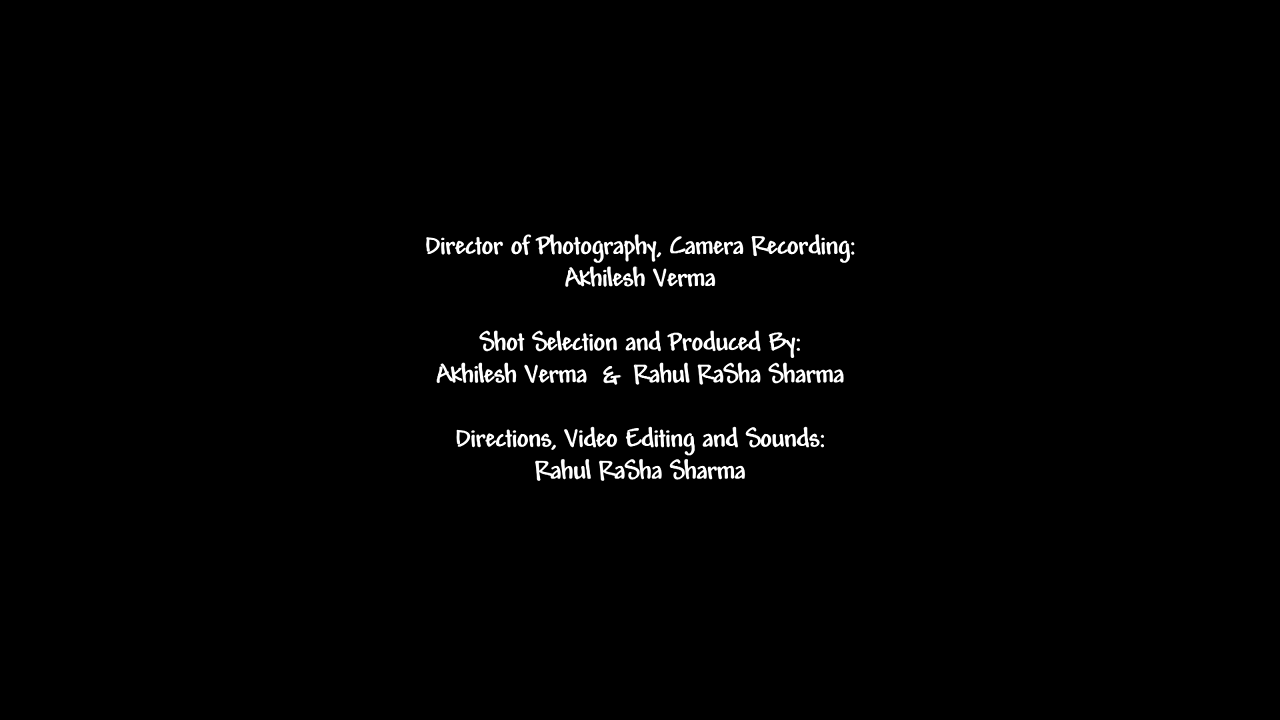 Director of Photography, Camera Recording:
Akhilesh Verma
Shot Selection and Produced By:
Akhilesh Verma & Rahul RaSha Sharma
Directions, Video Editing and Sounds:
Rahul RaSha Sharma